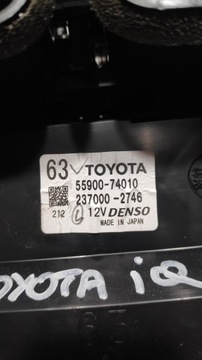 63 TOYOTA
55900-74010
237000-2746
212 L 12V DENSO
MADE IN JAPAN
TOYOTA iQ